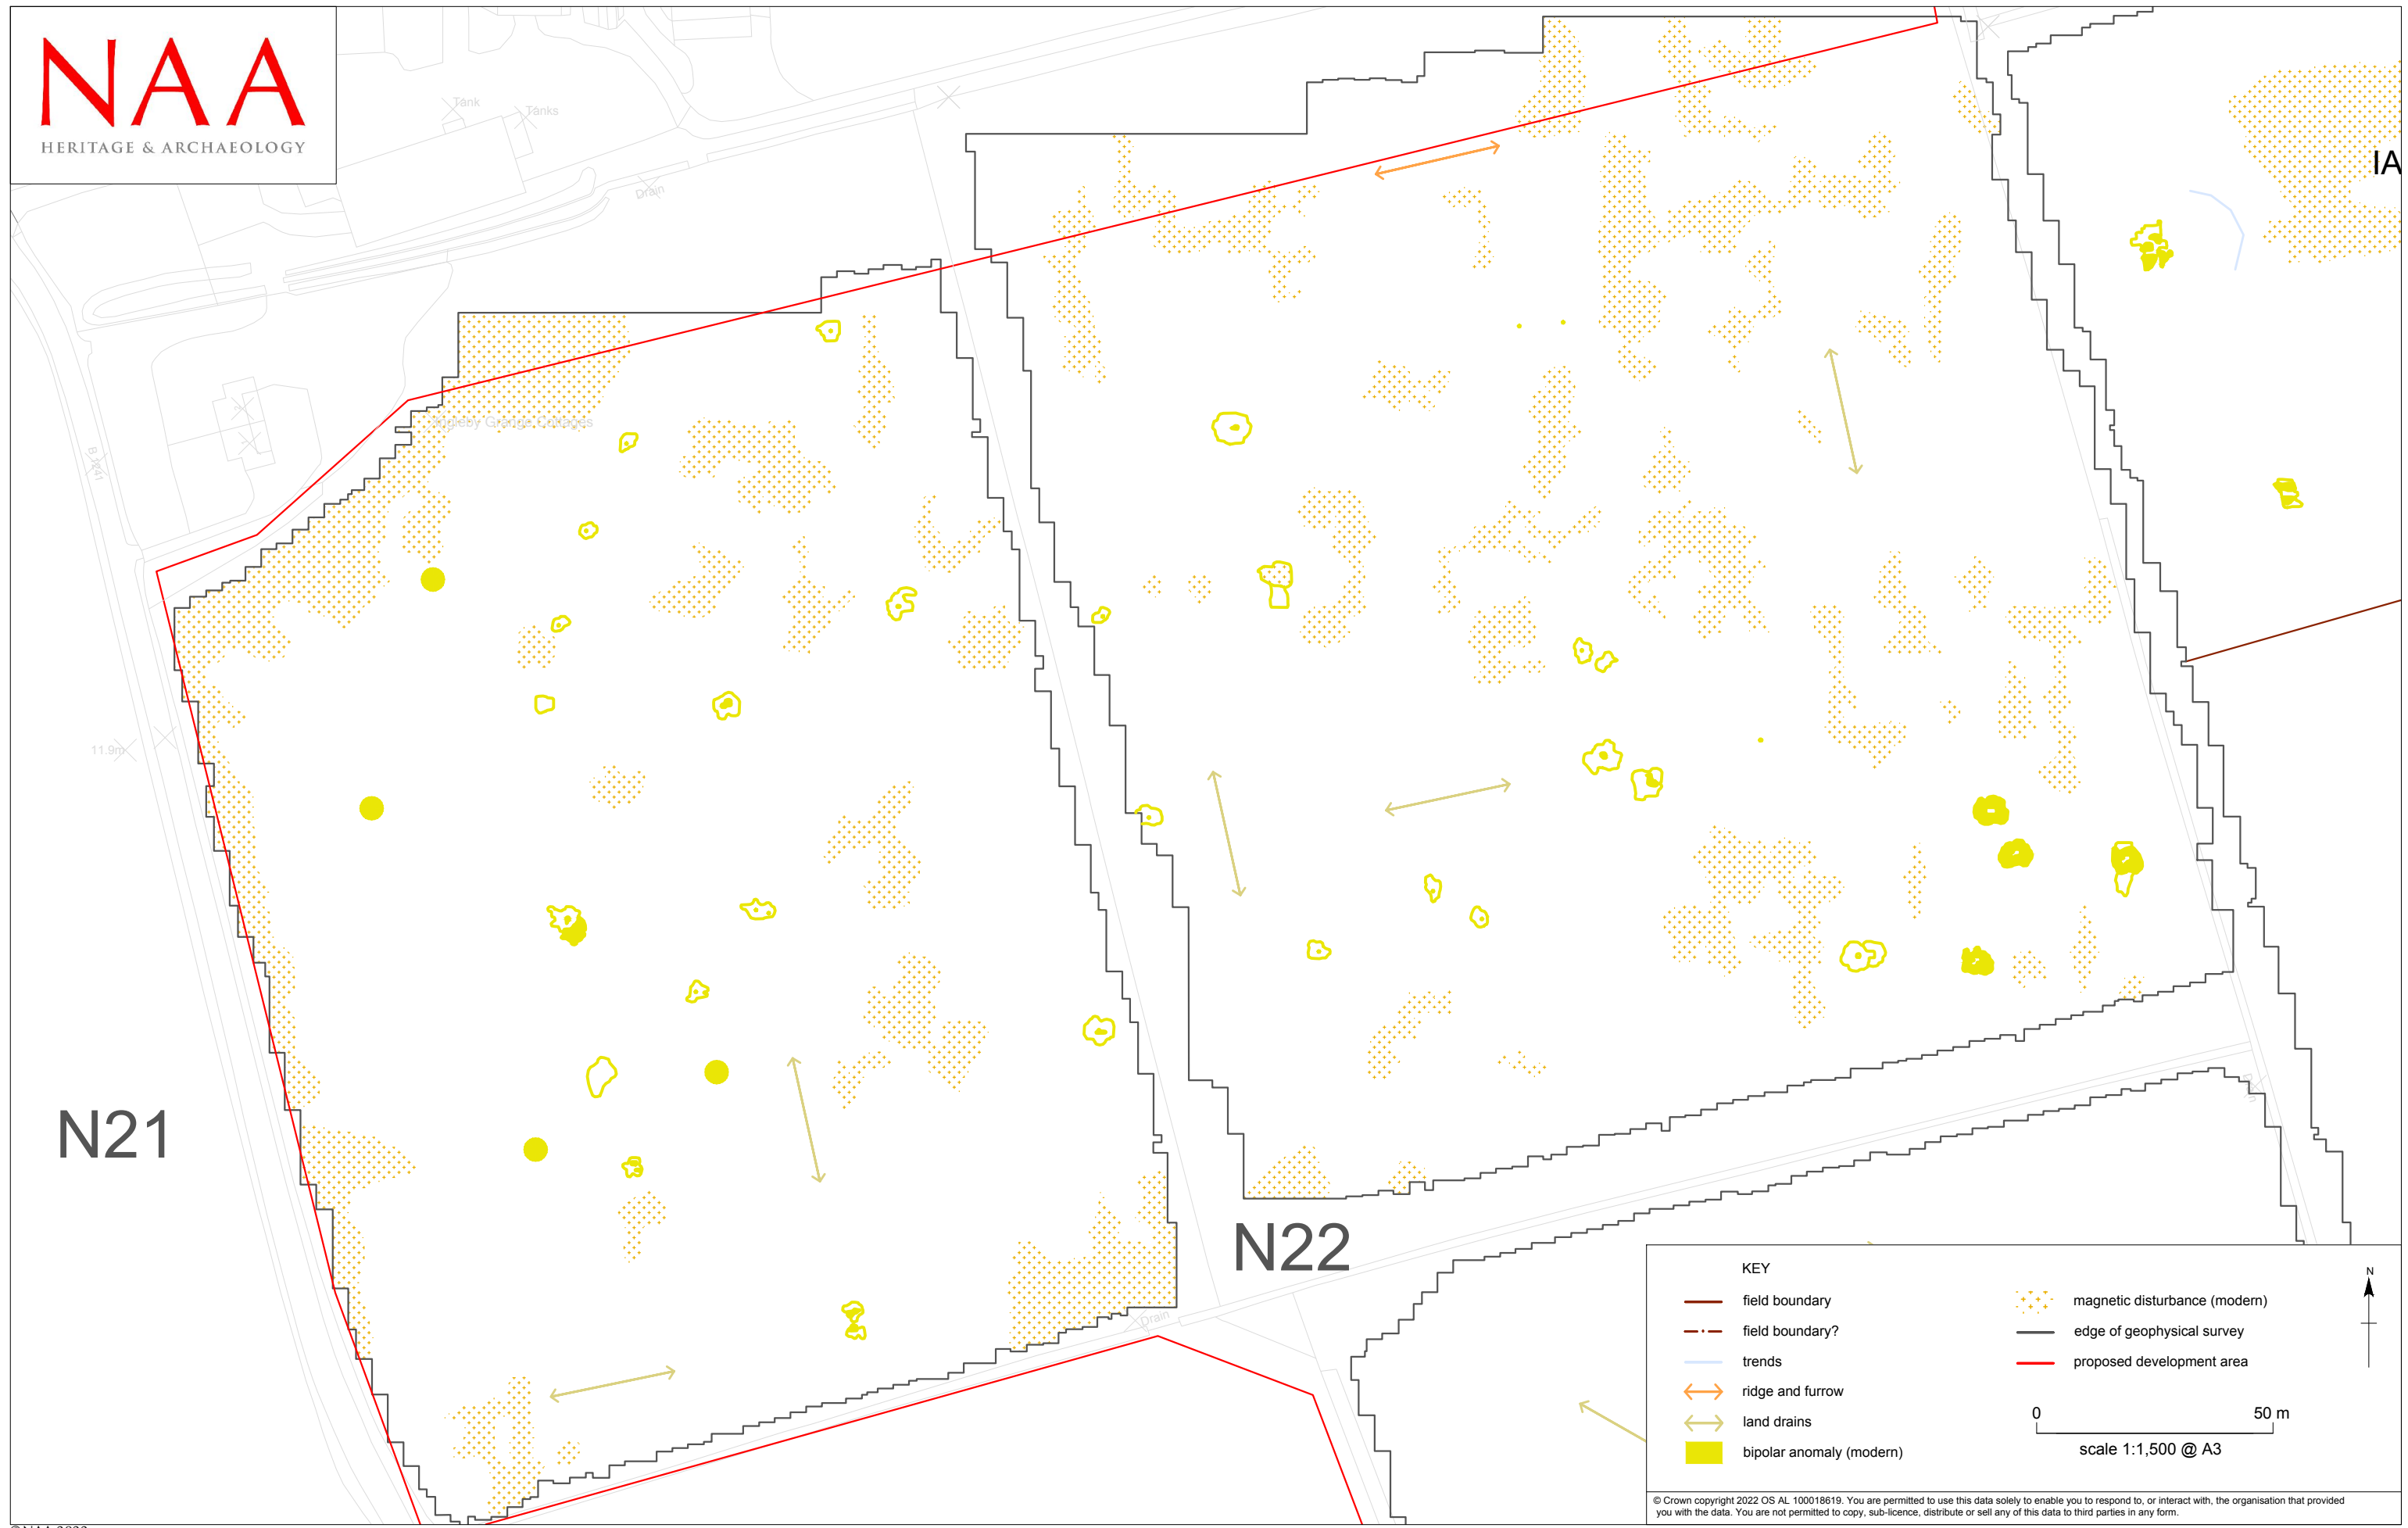 NAA
HERITAGE & ARCHAEOLOGY
Tank
Tanks
Drain
IA
Ingleby Grange Cottages
11.9m
N21
N22
Drain
KEY
field boundary
field boundary?
trends
ridge and furrow
land drains
bipolar anomaly (modern)
magnetic disturbance (modern)
edge of geophysical survey
proposed development area
N
0 50 m
scale 1:1,500 @ A3
© Crown copyright 2022 OS AL 100018619. You are permitted to use this data solely to enable you to respond to, or interact with, the organisation that provided
you with the data. You are not permitted to copy, sub-licence, distribute or sell any of this data to third parties in any form.